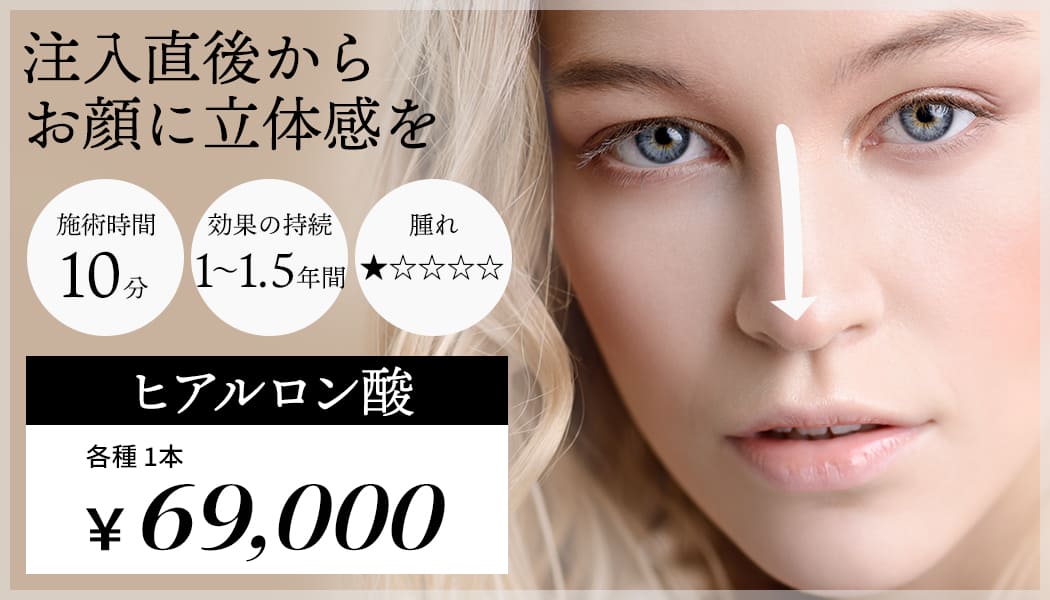 注入直後から
お顔に立体感を
施術時間
10分
効果の持続
1〜1.5年間
腫れ
★☆☆☆☆
ヒアルロン酸
各種 1本
¥69,000